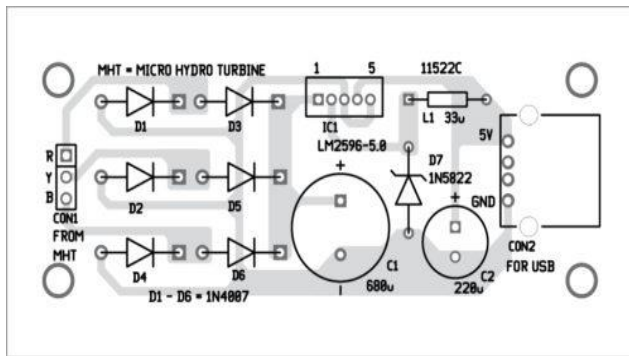 MHT = MICRO HYDRO TURBINE
1 5
11522C
D1
D3
IC1
LM2596-5.0
L1 33u
5V
R
Y
B
CON1
FROM
MHT
D2
D5
+
D7
1N5822
+
GND
CON2
FOR USB
D4
D6
C1
680u
C2
220u
D1 - D6 = 1N4007